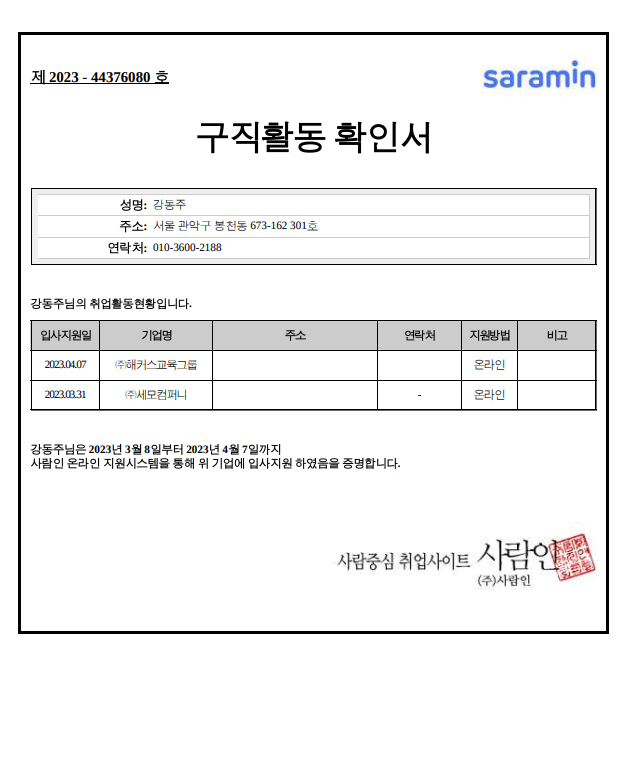 제 2023 - 44376080 호
saramin
구직활동 확인서
성명: 강동주
주소: 서울 관악구 봉천동 673-162 301호
연락처: 010-3600-2188
강동주님의 취업활동현황입니다.
입사지원일 기업명 주소 연락처 지원방법 비고
2023.04.07 ㈜해커스교육그룹 온라인
2023.03.31 ㈜세모컴퍼니 - 온라인
강동주님은 2023년 3월 8일부터 2023년 4월 7일까지
사람인 온라인 지원시스템을 통해 위 기업에 입사지원 하였음을 증명합니다.
사람중심 취업사이트 사람인
(주)사람인